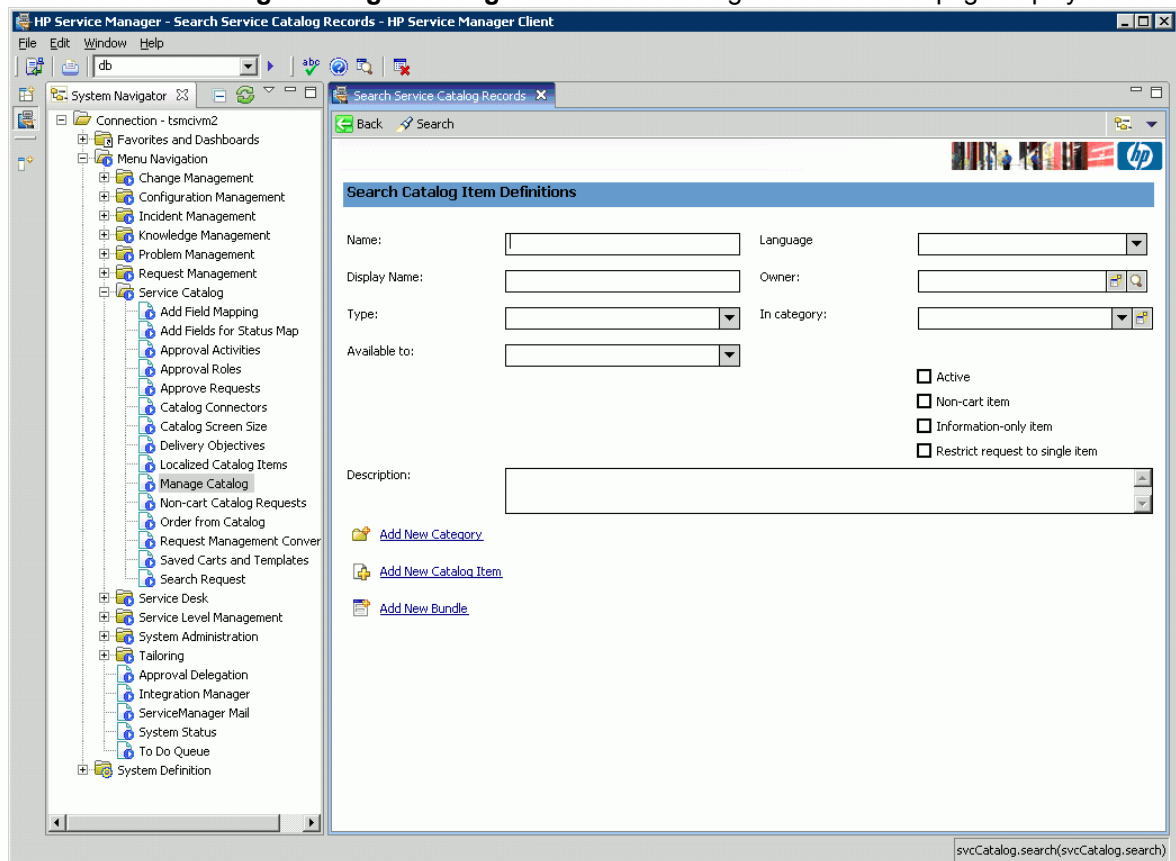 HP Service Manager - Search Service Catalog Records - HP Service Manager Client
File Edit Window Help
db
abc
System Navigator
Connection - tsmcivm2
Favorites and Dashboards
Menu Navigation
Change Management
Configuration Management
Incident Management
Knowledge Management
Problem Management
Request Management
Service Catalog
Add Field Mapping
Add Fields for Status Map
Approval Activities
Approval Roles
Approve Requests
Catalog Connectors
Catalog Screen Size
Delivery Objectives
Localized Catalog Items
Manage Catalog
Non-cart Catalog Requests
Order from Catalog
Request Management Conver
Saved Carts and Templates
Search Request
Service Desk
Service Level Management
System Administration
Tailoring
Approval Delegation
Integration Manager
ServiceManager Mail
System Status
To Do Queue
System Definition
Search Service Catalog Records
Back Search
hp
Search Catalog Item Definitions
Name: Language
Display Name: Owner:
Type: In category:
Available to:
Active
Non-cart item
Information-only item
Restrict request to single item
Description:
Add New Category
Add New Catalog Item
Add New Bundle
svcCatalog.search(svcCatalog.search)